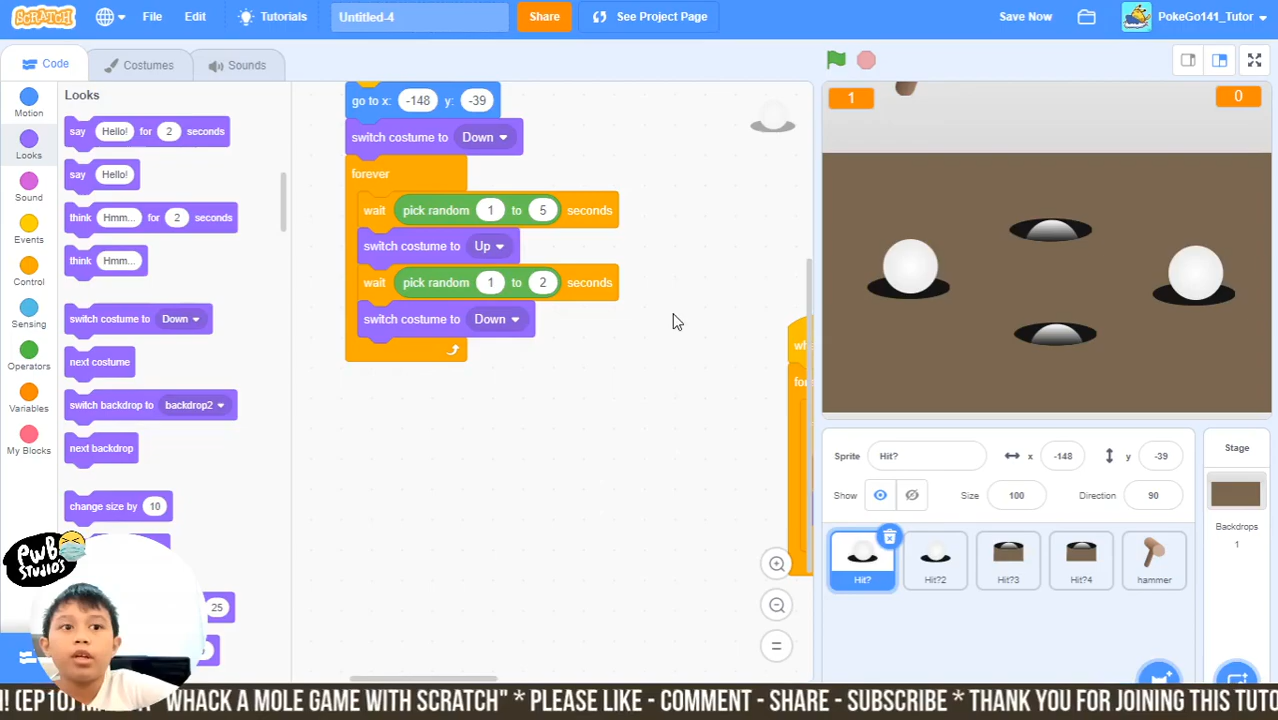 SCRATCH
File
Edit
Tutorials
Untitled-4
Share
See Project Page
Save Now
PokeGo141_Tutor
Code
Costumes
Sounds
Motion
Looks
Sound
Events
Control
Sensing
Operators
Variables
My Blocks
Looks
say Hello! for 2 seconds
say Hello!
think Hmm... for 2 seconds
think Hmm...
switch costume to Down
next costume
switch backdrop to backdrop2
next backdrop
change size by 10
25
go to x: -148 y: -39
switch costume to Down
forever
wait pick random 1 to 5 seconds
switch costume to Up
wait pick random 1 to 2 seconds
switch costume to Down
1
0
Sprite Hit? x -148 y -39
Show Size 100 Direction 90
Hit?
Hit?2
Hit?3
Hit?4
hammer
Stage
Backdrops
1
PWB
STUDIO'S
WHACK A MOLE GAME WITH SCRATCH" * PLEASE LIKE - COMMENT - SHARE - SUBSCRIBE * THANK YOU FOR JOINING THIS